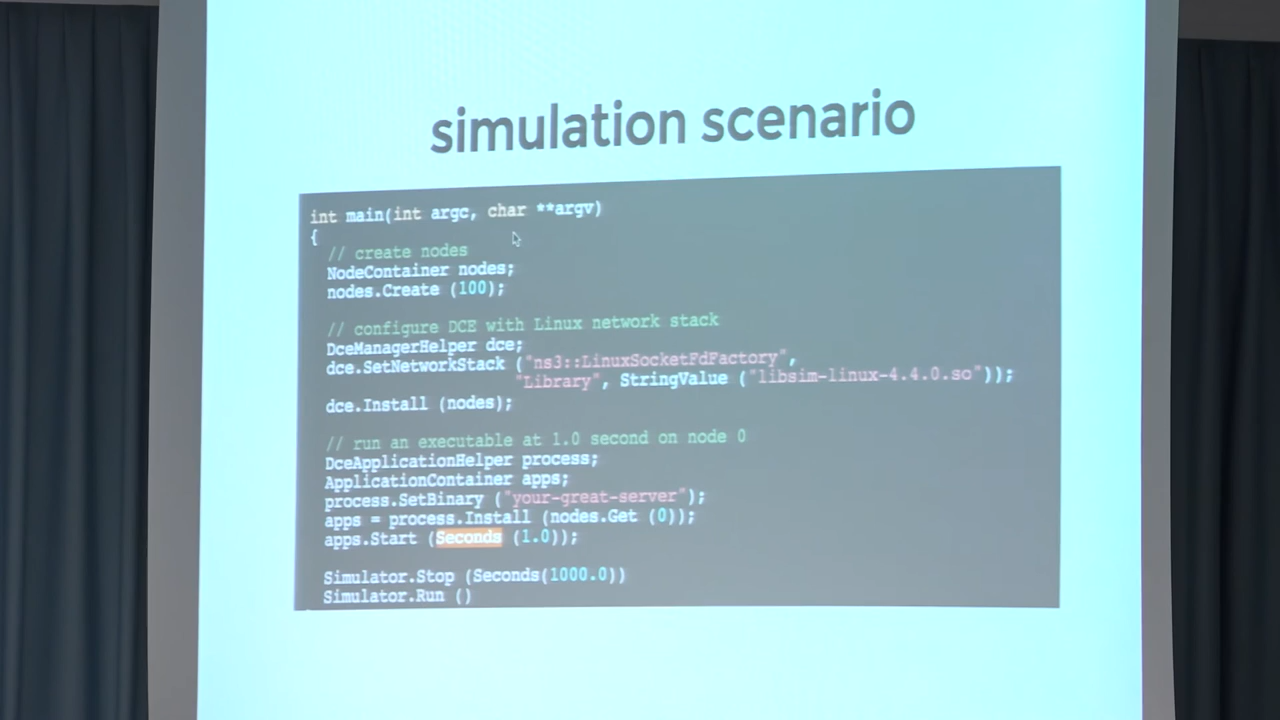 simulation scenario
int main(int argc, char **argv)
{
// create nodes
NodeContainer nodes;
nodes.Create (100);
// configure DCE with Linux network stack
DceManagerHelper dce;
dce.SetNetworkStack ("ns3::LinuxSocketFdFactory",
"Library", StringValue ("libsim-linux-4.4.0.so"));
dce.Install (nodes);
// run an executable at 1.0 second on node 0
DceApplicationHelper process;
ApplicationContainer apps;
process.SetBinary ("your-great-server");
apps = process.Install (nodes.Get (0));
apps.Start (Seconds (1.0));
Simulator.Stop (Seconds(1000.0))
Simulator.Run ()